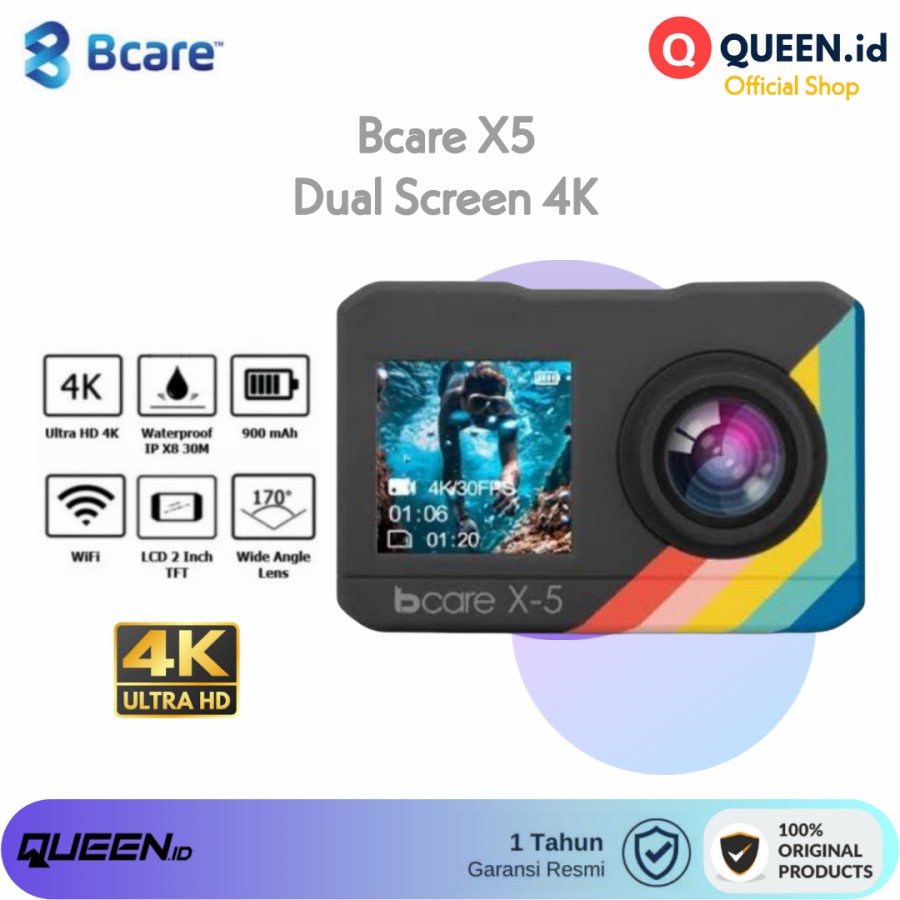 Bcare™
Q QUEEN.id
Official Shop
Bcare X5
Dual Screen 4K
4K
Ultra HD 4K
Waterproof
IP X8 30M
900 mAh
WiFi
LCD 2 Inch
TFT
170°
Wide Angle
Lens
4K/30FPS
01:06
01:20
bcare X-5
4K
ULTRA HD
QUEEN.ID
1 Tahun
Garansi Resmi
100%
ORIGINAL
PRODUCTS